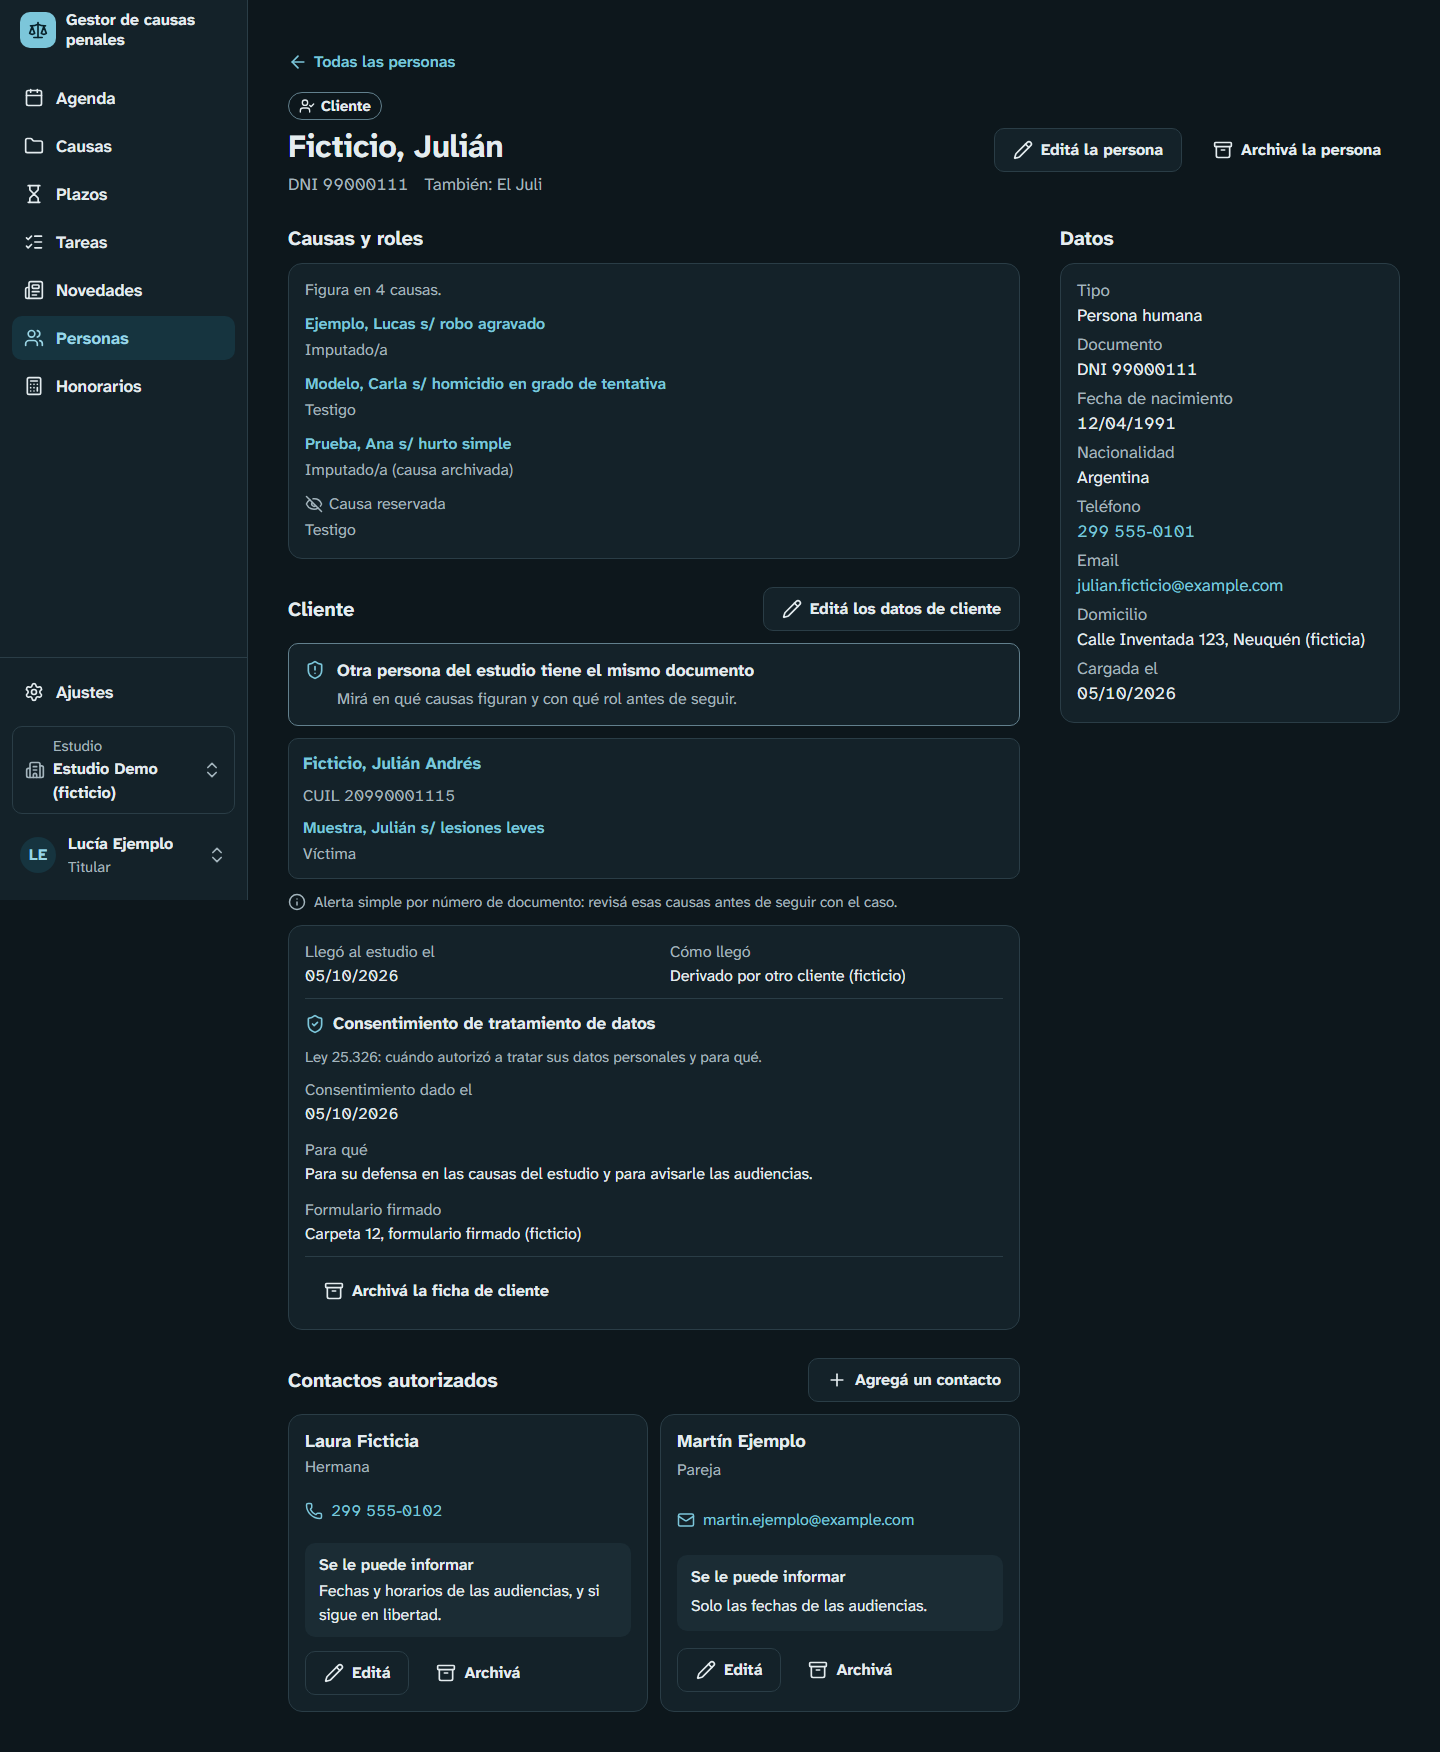 Gestor de causas
penales
Agenda
Causas
Plazos
Tareas
Novedades
Personas
Honorarios
Ajustes
Estudio
Estudio Demo
(ficticio)
LE
Lucía Ejemplo
Titular
Todas las personas
Cliente
Ficticio, Julián
DNI 99000111 También: El Juli
Editá la persona
Archivá la persona
Causas y roles
Figura en 4 causas.
Ejemplo, Lucas s/ robo agravado
Imputado/a
Modelo, Carla s/ homicidio en grado de tentativa
Testigo
Prueba, Ana s/ hurto simple
Imputado/a (causa archivada)
Causa reservada
Testigo
Cliente
Editá los datos de cliente
Otra persona del estudio tiene el mismo documento
Mirá en qué causas figuran y con qué rol antes de seguir.
Ficticio, Julián Andrés
CUIL 20990001115
Muestra, Julián s/ lesiones leves
Víctima
Alerta simple por número de documento: revisá esas causas antes de seguir con el caso.
Llegó al estudio el
05/10/2026
Cómo llegó
Derivado por otro cliente (ficticio)
Consentimiento de tratamiento de datos
Ley 25.326: cuándo autorizó a tratar sus datos personales y para qué.
Consentimiento dado el
05/10/2026
Para qué
Para su defensa en las causas del estudio y para avisarle las audiencias.
Formulario firmado
Carpeta 12, formulario firmado (ficticio)
Archivá la ficha de cliente
Contactos autorizados
Agregá un contacto
Laura Ficticia
Hermana
299 555-0102
Se le puede informar
Fechas y horarios de las audiencias, y si
sigue en libertad.
Editá
Archivá
Martín Ejemplo
Pareja
martin.ejemplo@example.com
Se le puede informar
Solo las fechas de las audiencias.
Editá
Archivá
Datos
Tipo
Persona humana
Documento
DNI 99000111
Fecha de nacimiento
12/04/1991
Nacionalidad
Argentina
Teléfono
299 555-0101
Email
julian.ficticio@example.com
Domicilio
Calle Inventada 123, Neuquén (ficticia)
Cargada el
05/10/2026